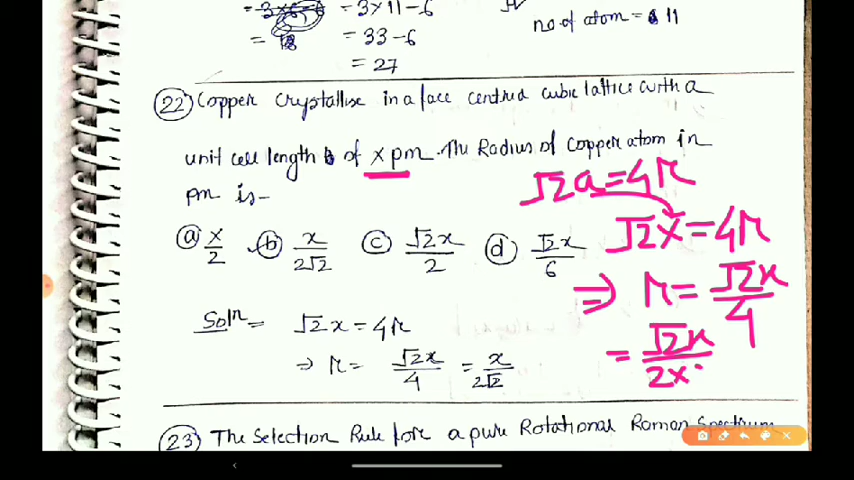 = 3 × 11 - 6
= 33 - 6
= 27
no of atom = 11
(22) Copper Crystallise in a face centred cubic lattice with a
unit cell length of x pm. The Radius of Copper atom in
pm is-
(a) x/2 (b) x/2√2 (c) √2x/2 (d) √2x/6
Solⁿ = √2x = 4r
⇒ r = √2x/4 = x/2√2
√2a = 4r
√2x = 4r
⇒ r = √2x/4
= √2x/2×
(23) The Selection Rule for a pure Rotational Raman Spectrum